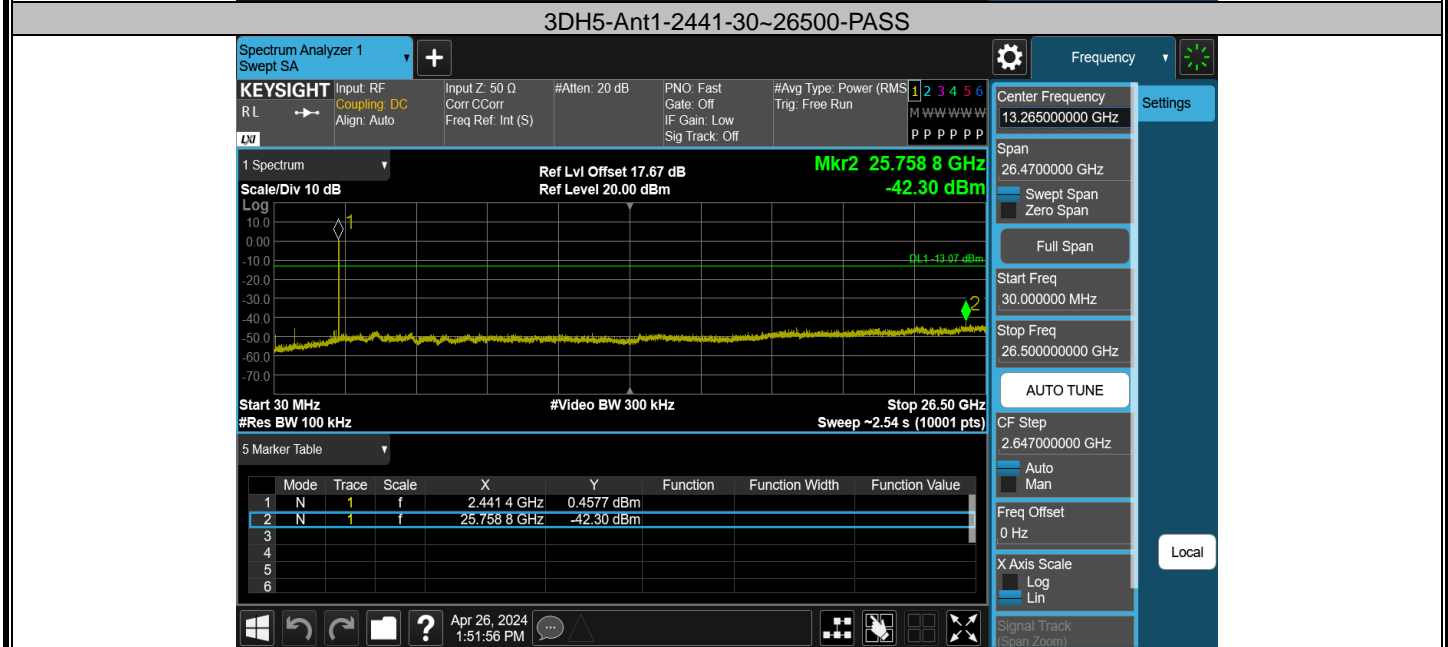 3DH5-Ant1-2441-30~26500-PASS
Spectrum Analyzer 1
Swept SA
Frequency
KEYSIGHT
R L
LXI
Input: RF
Coupling: DC
Align: Auto
Input Z: 50 Ω
Corr CCorr
Freq Ref: Int (S)
#Atten: 20 dB
PNO: Fast
Gate: Off
IF Gain: Low
Sig Track: Off
#Avg Type: Power (RMS
Trig: Free Run
1 2 3 4 5 6
M W W W W W
P P P P P P
Center Frequency
13.265000000 GHz
Settings
1 Spectrum
Ref Lvl Offset 17.67 dB
Mkr2 25.758 8 GHz
Scale/Div 10 dB
Ref Level 20.00 dBm
-42.30 dBm
Log
10.0
0.00
-10.0
-20.0
-30.0
-40.0
-50.0
-60.0
-70.0
1
DL1 -13.07 dBm
2
Start 30 MHz
#Video BW 300 kHz
Stop 26.50 GHz
#Res BW 100 kHz
Sweep ~2.54 s (10001 pts)
Span
26.4700000 GHz
Swept Span
Zero Span
Full Span
Start Freq
30.000000 MHz
Stop Freq
26.500000000 GHz
AUTO TUNE
CF Step
2.647000000 GHz
Auto
Man
Freq Offset
0 Hz
X Axis Scale
Log
Lin
Signal Track
(Span Zoom)
Local
5 Marker Table
Mode Trace Scale X Y Function Function Width Function Value
1 N 1 f 2.441 4 GHz 0.4577 dBm
2 N 1 f 25.758 8 GHz -42.30 dBm
3
4
5
6
?
Apr 26, 2024
1:51:56 PM